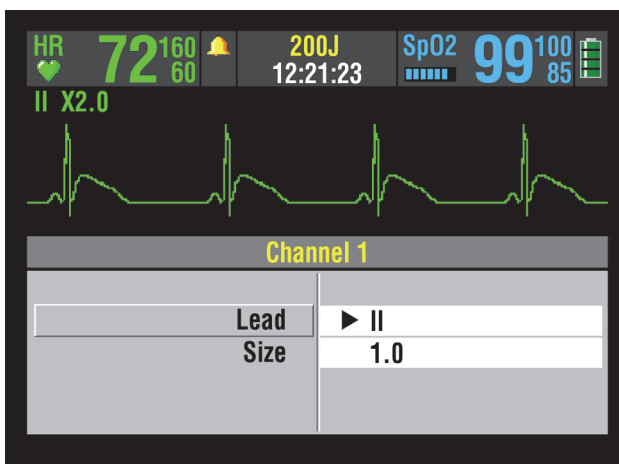 HR 72 160 60 200J 12:21:23 SpO2 99 100 85
II X2.0
Channel 1
Lead ▶ II
Size 1.0